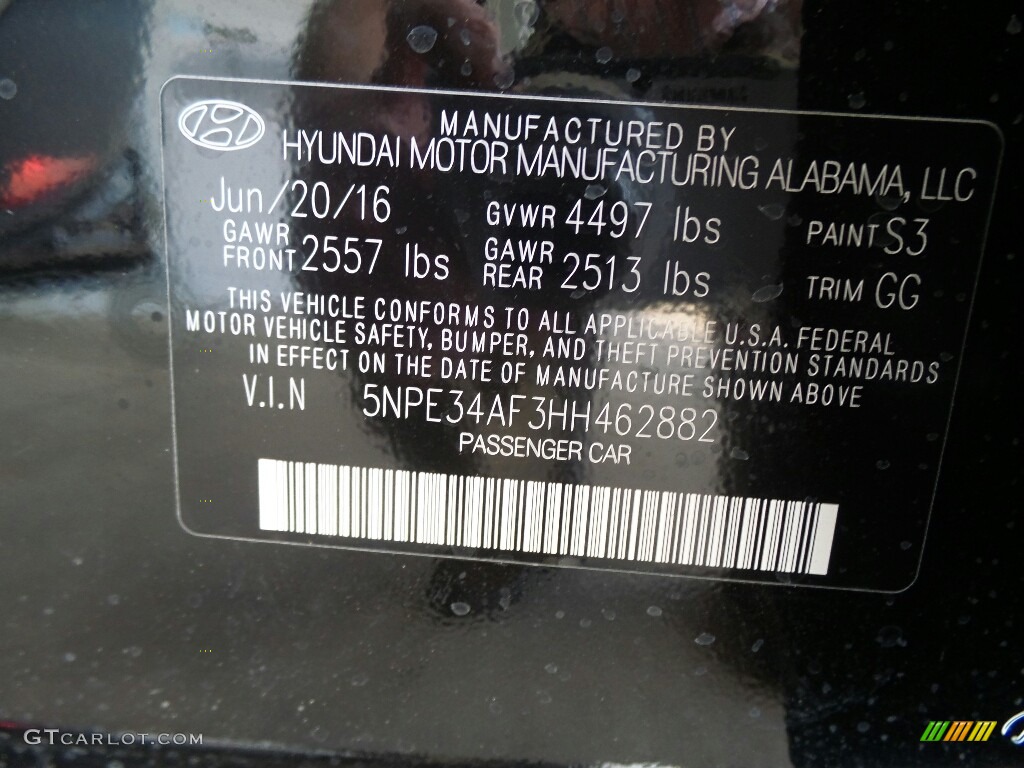 MANUFACTURED BY
HYUNDAI MOTOR MANUFACTURING ALABAMA, LLC
Jun/20/16 GVWR 4497 lbs PAINT S3
GAWR FRONT 2557 lbs GAWR REAR 2513 lbs TRIM GG
THIS VEHICLE CONFORMS TO ALL APPLICABLE U.S.A. FEDERAL
MOTOR VEHICLE SAFETY, BUMPER, AND THEFT PREVENTION STANDARDS
IN EFFECT ON THE DATE OF MANUFACTURE SHOWN ABOVE
V.I.N 5NPE34AF3HH462882
PASSENGER CAR
GTCARLOT.COM